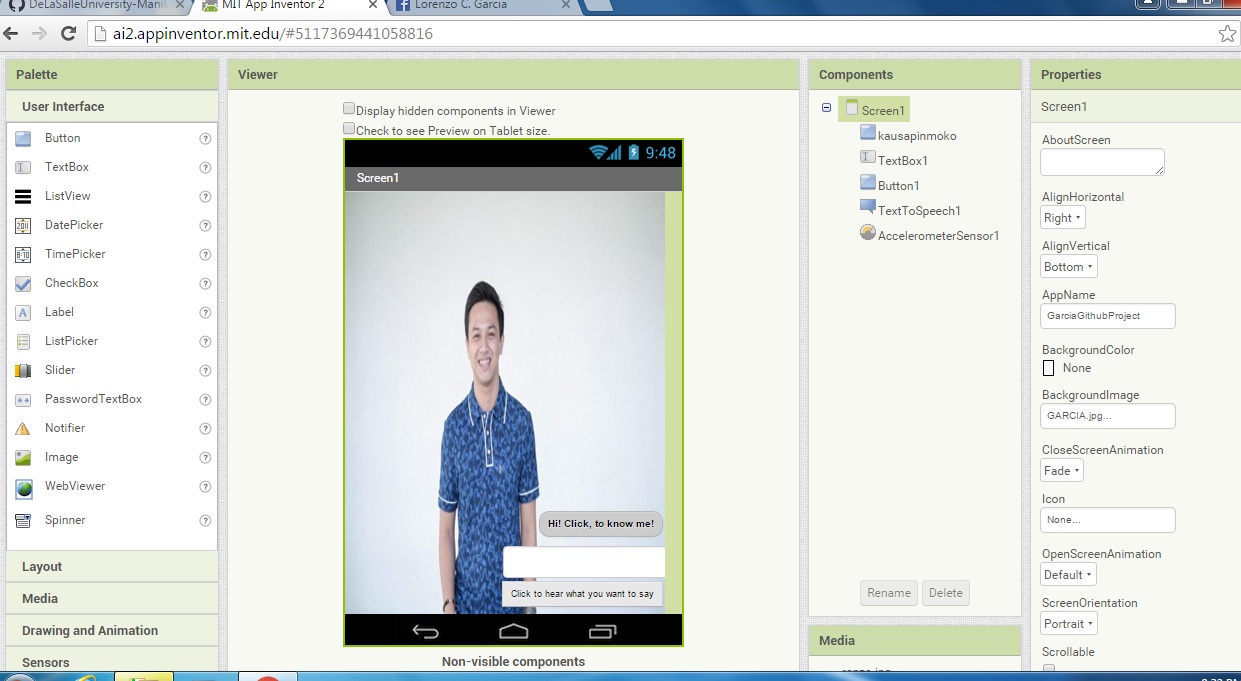 DeLaSalleUniversity-Manil
MIT App Inventor 2
Lorenzo C. Garcia
ai2.appinventor.mit.edu/#5117369441058816
Palette
User Interface
Button
TextBox
ListView
DatePicker
TimePicker
CheckBox
Label
ListPicker
Slider
PasswordTextBox
Notifier
Image
WebViewer
Spinner
Layout
Media
Drawing and Animation
Sensors
Viewer
Display hidden components in Viewer
Check to see Preview on Tablet size.
9:48
Screen1
Hi! Click, to know me!
Click to hear what you want to say
Non-visible components
Components
Screen1
kausapinmoko
TextBox1
Button1
TextToSpeech1
AccelerometerSensor1
Rename Delete
Media
Properties
Screen1
AboutScreen
AlignHorizontal
Right
AlignVertical
Bottom
AppName
GarciaGithubProject
BackgroundColor
None
BackgroundImage
GARCIA.jpg...
CloseScreenAnimation
Fade
Icon
None...
OpenScreenAnimation
Default
ScreenOrientation
Portrait
Scrollable